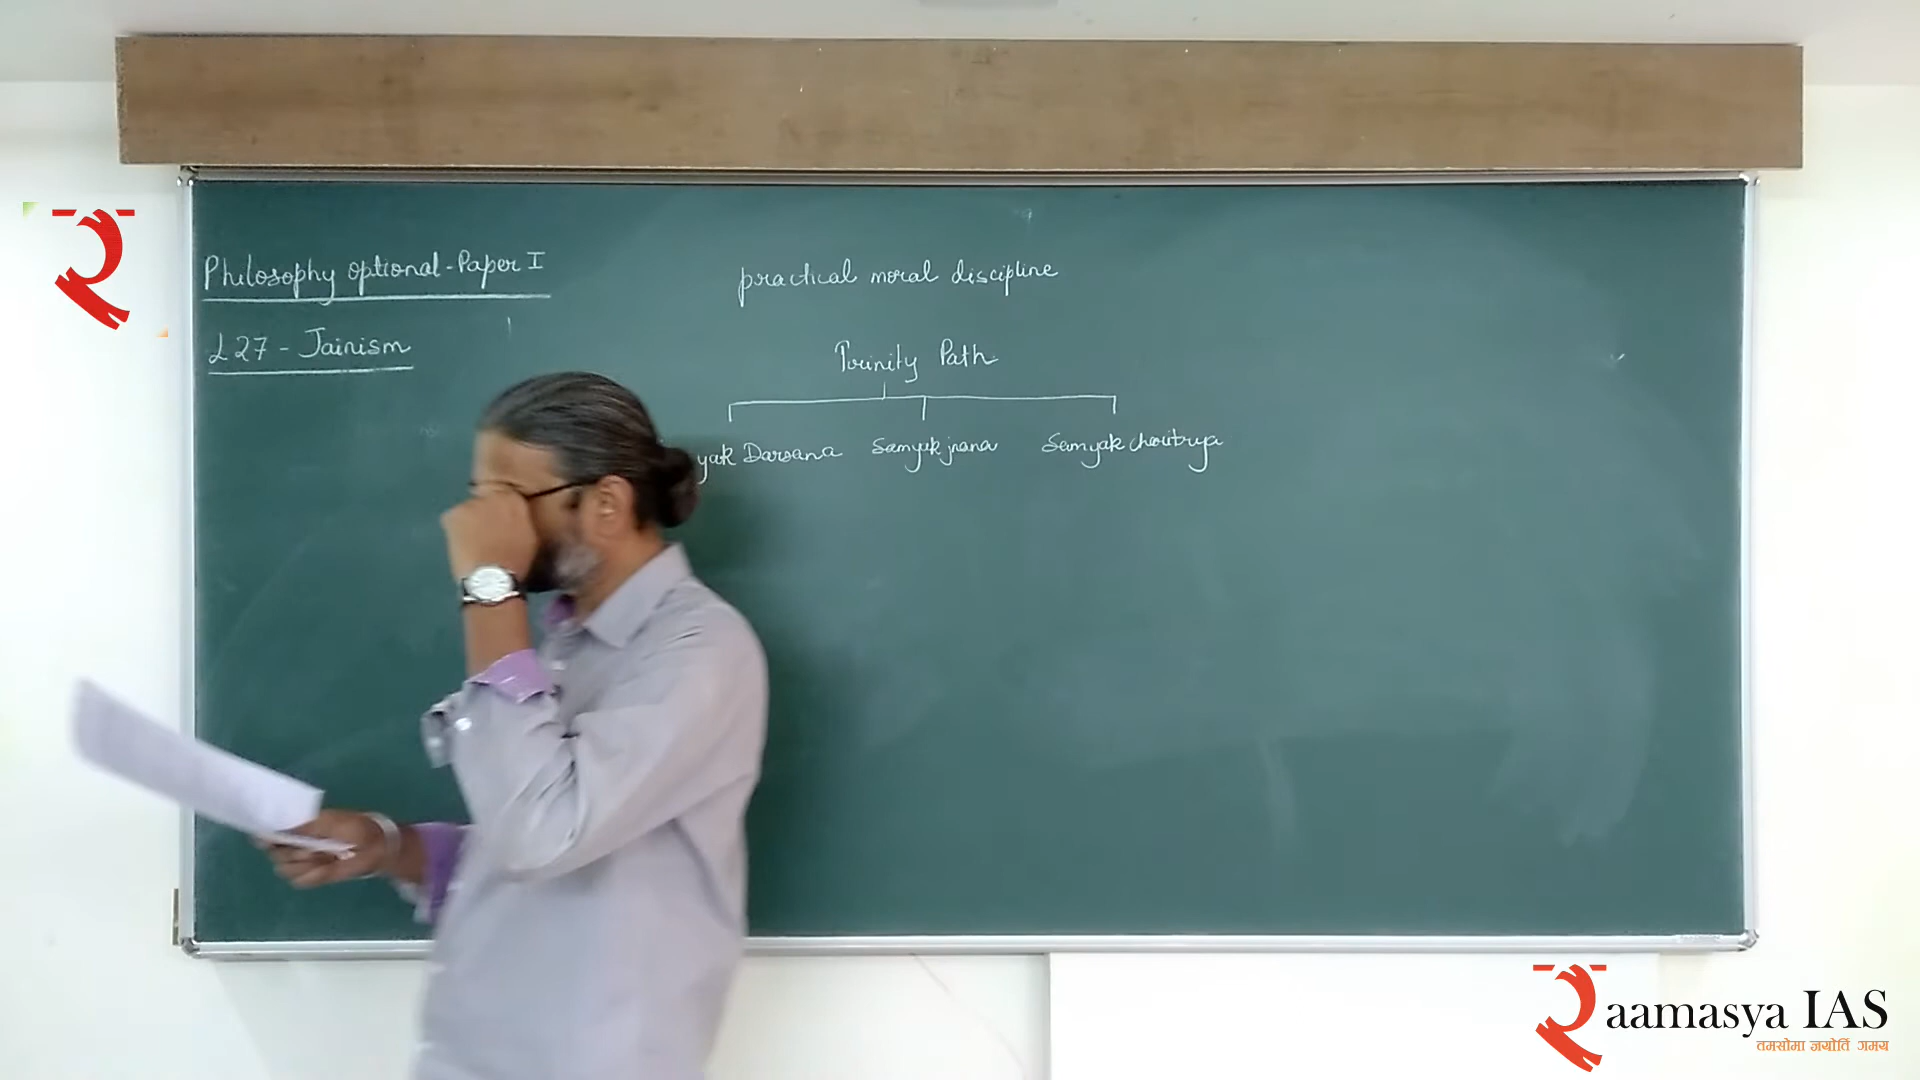 Philosophy optional - Paper I
L27 - Jainism
practical moral discipline
Trinity Path
yak Darsana Samyak jnana Samyak charitrya
Raamasya IAS
तमसोमा ज्योर्ति गमय